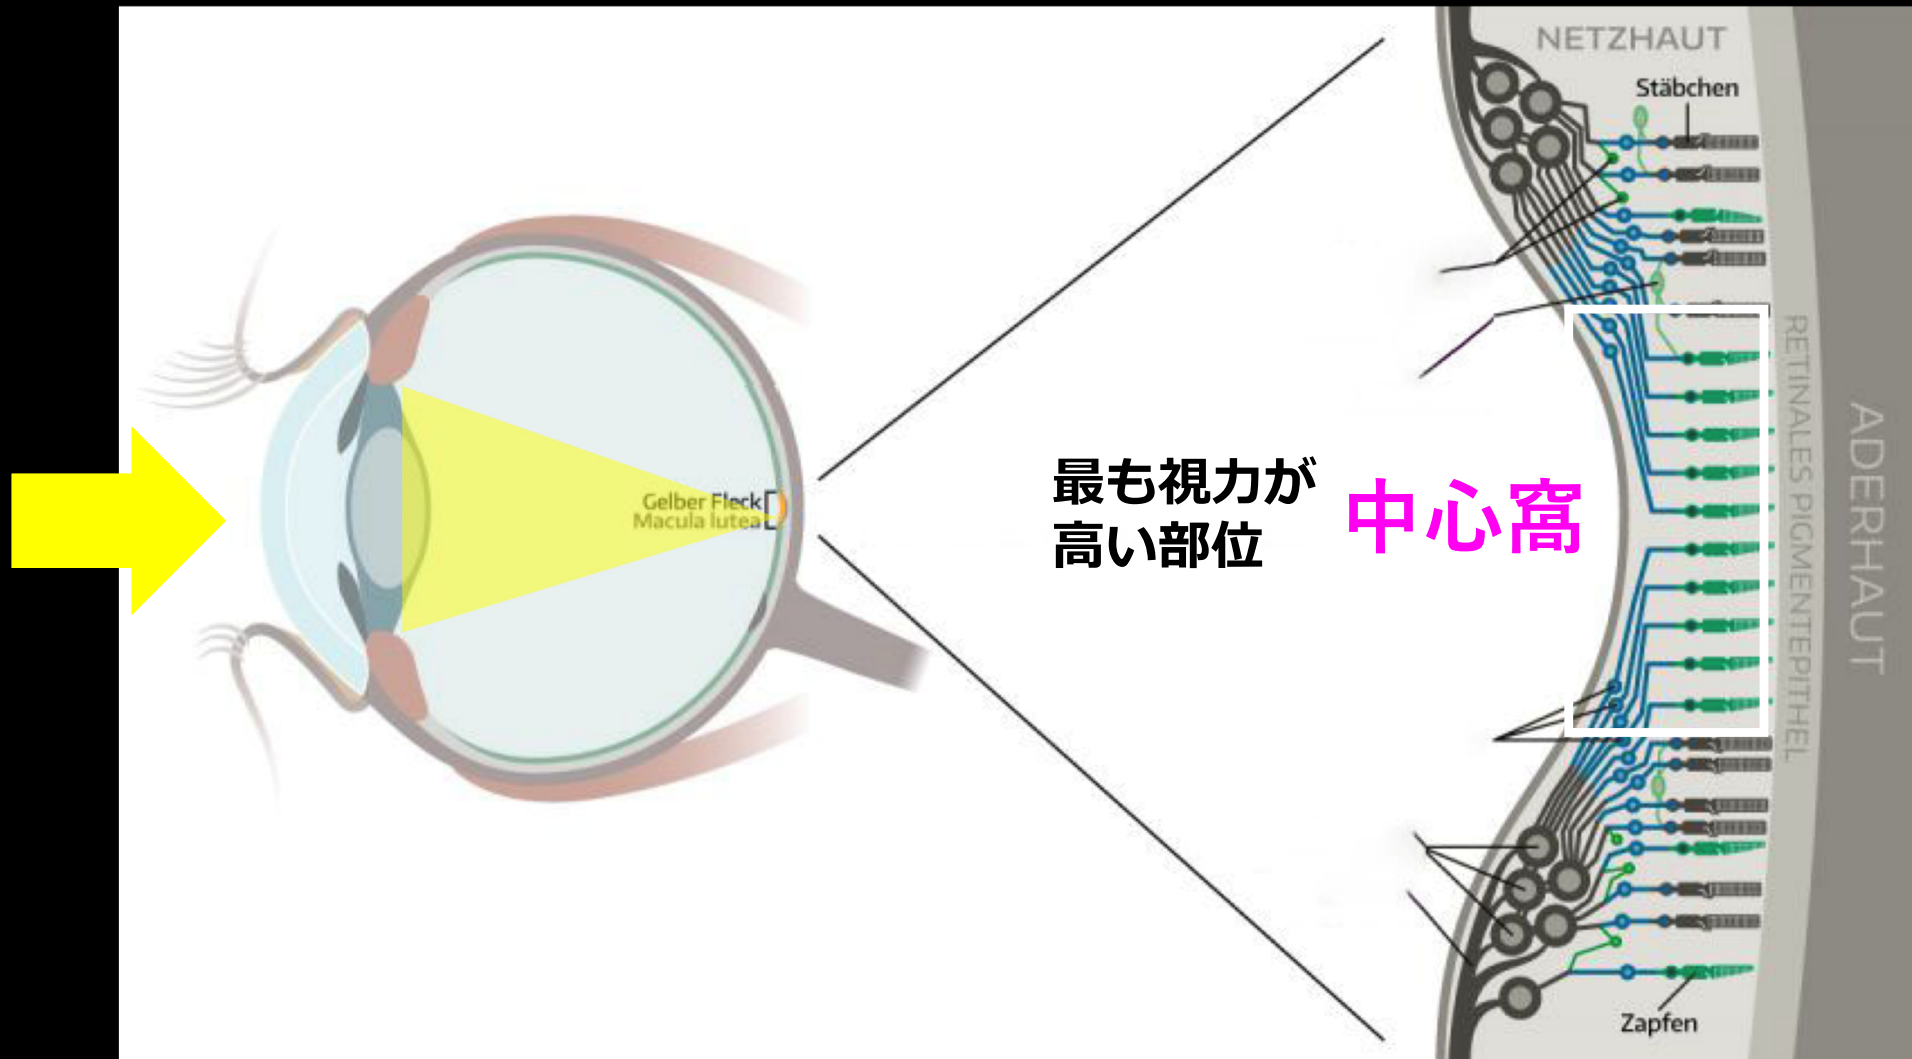 NETZHAUT
Stäbchen
Gelber Fleck
Macula lutea
最も視力が
高い部位
中心窩
RETINALES PIGMENTEPITHEL
ADERHAUT
Zapfen